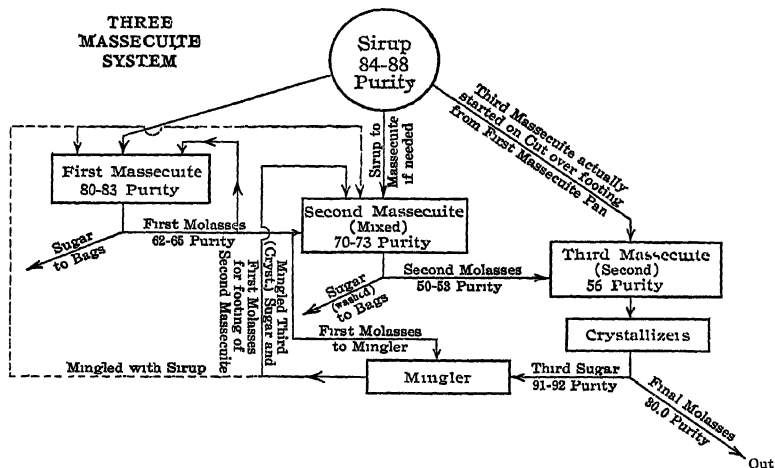 THREE
MASSECUITE
SYSTEM
Sirup
84-88
Purity
Third Massecuite actually
started on Cut over footing
from First Massecuite Pan
Sirup to
Massecuite
if needed
First Massecuite
80-83 Purity
Second Massecuite
(Mixed)
70-73 Purity
First Molasses
62-65 Purity
Sugar
to Bags
Third Massecuite
(Second)
56 Purity
Second Molasses
50-53 Purity
Sugar
(washed)
to Bags
First Molasses
for footing of
Second Massecuite
Mingled Third
(Cryst.) Sugar and
First Molasses
to Mingler
Crystallizers
Mingled with Sirup
Mingler
Third Sugar
91-92 Purity
Final Molasses
30.0 Purity
Out